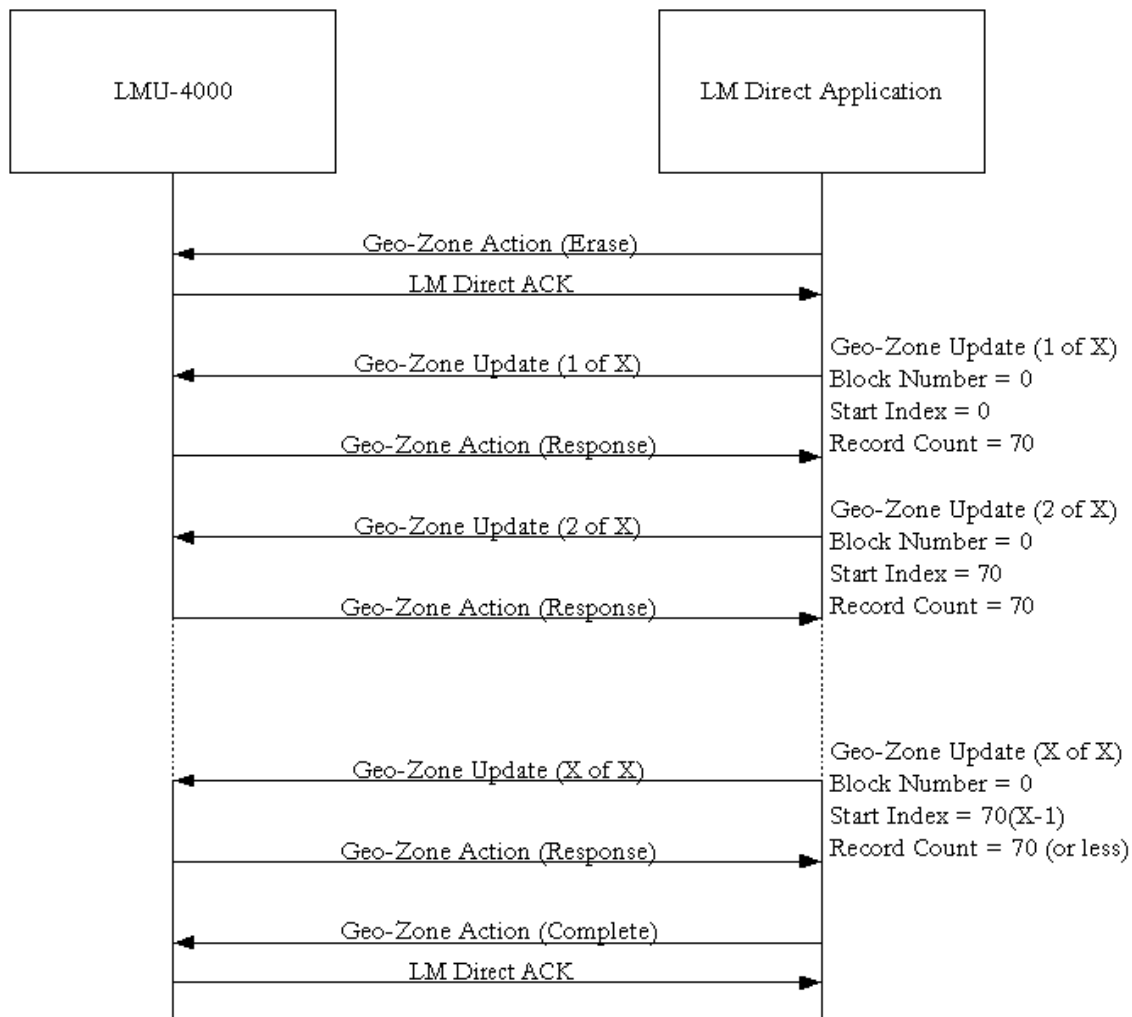 LMU-4000
LM Direct Application
Geo-Zone Action (Erase)
LM Direct ACK
Geo-Zone Update (1 of X)
Geo-Zone Update (1 of X)
Block Number = 0
Start Index = 0
Record Count = 70
Geo-Zone Action (Response)
Geo-Zone Update (2 of X)
Geo-Zone Update (2 of X)
Block Number = 0
Start Index = 70
Record Count = 70
Geo-Zone Action (Response)
Geo-Zone Update (X of X)
Geo-Zone Update (X of X)
Block Number = 0
Start Index = 70(X-1)
Record Count = 70 (or less)
Geo-Zone Action (Response)
Geo-Zone Action (Complete)
LM Direct ACK